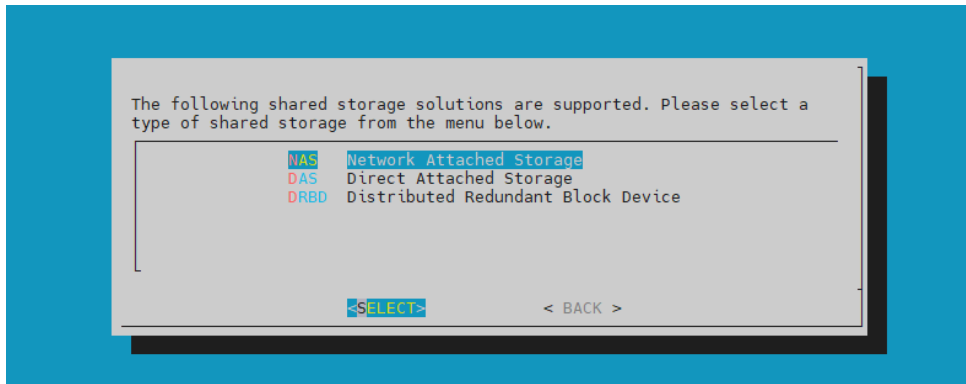 The following shared storage solutions are supported. Please select a
type of shared storage from the menu below.
NAS Network Attached Storage
DAS Direct Attached Storage
DRBD Distributed Redundant Block Device
<SELECT> < BACK >